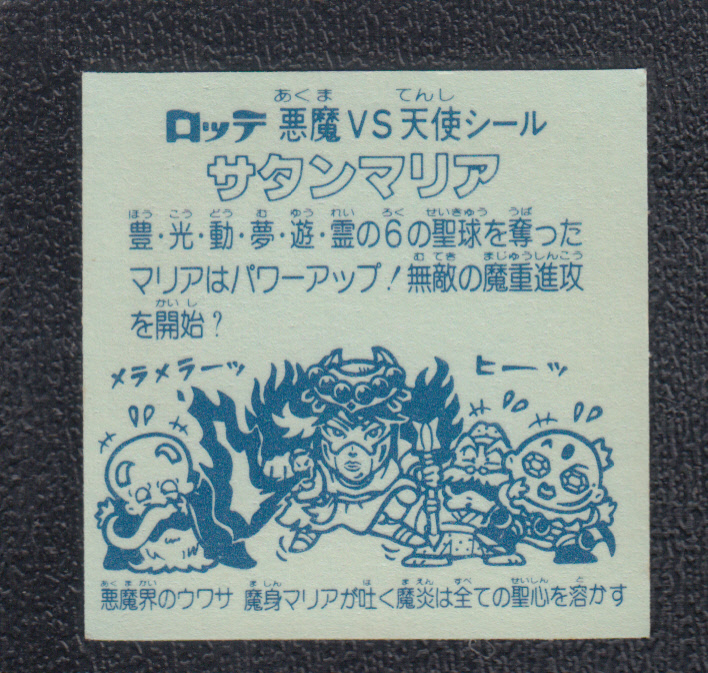 あくま てんし
ロッテ 悪魔VS天使シール
サタンマリア
ほう こう どう む ゆう れい ろく せいきゅう うば
豊・光・動・夢・遊・霊の6の聖球を奪った
むてき まじゅうしんこう
マリアはパワーアップ！無敵の魔重進攻
かいし
を開始？
メラメラーッ
ヒーッ
あくまかい ましん は まえん すべ せいしん と
悪魔界のウワサ 魔身マリアが吐く魔炎は全ての聖心を溶かす